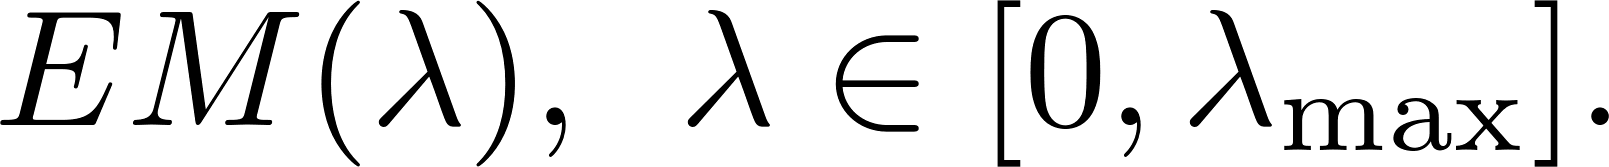 EM(λ), λ ∈ [0, λ_max].